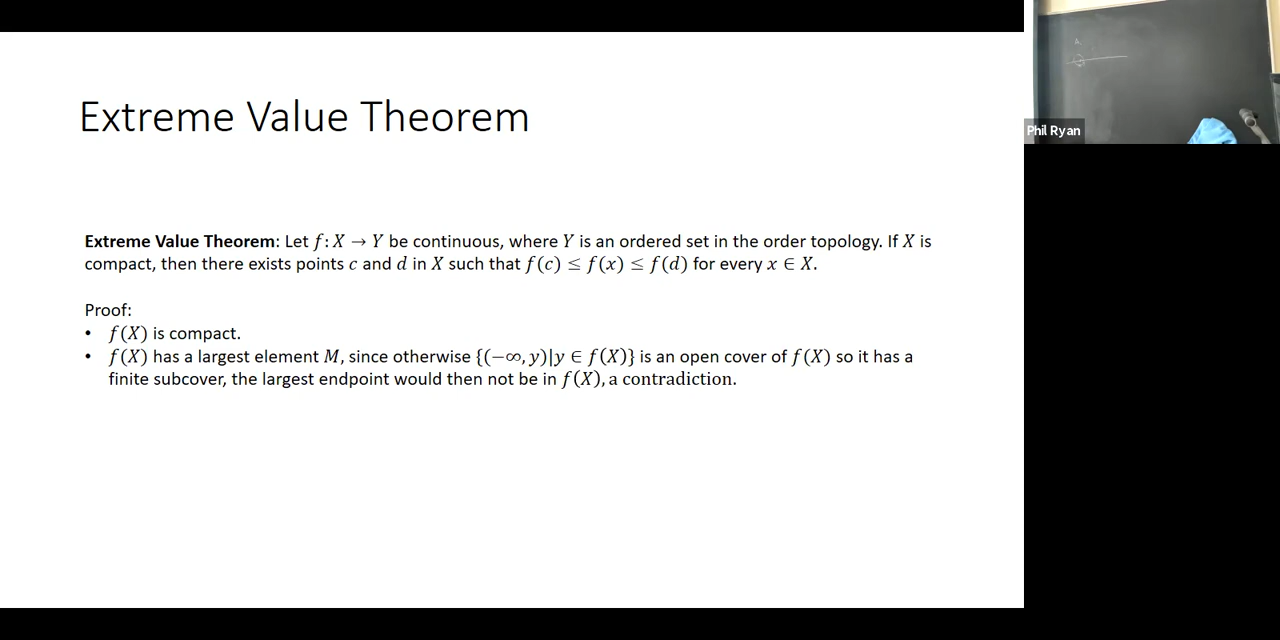 Extreme Value Theorem
Extreme Value Theorem: Let f: X → Y be continuous, where Y is an ordered set in the order topology. If X is
compact, then there exists points c and d in X such that f(c) ≤ f(x) ≤ f(d) for every x ∈ X.
Proof:
• f(X) is compact.
• f(X) has a largest element M, since otherwise {(−∞, y)|y ∈ f(X)} is an open cover of f(X) so it has a
finite subcover, the largest endpoint would then not be in f(X), a contradiction.
Phil Ryan